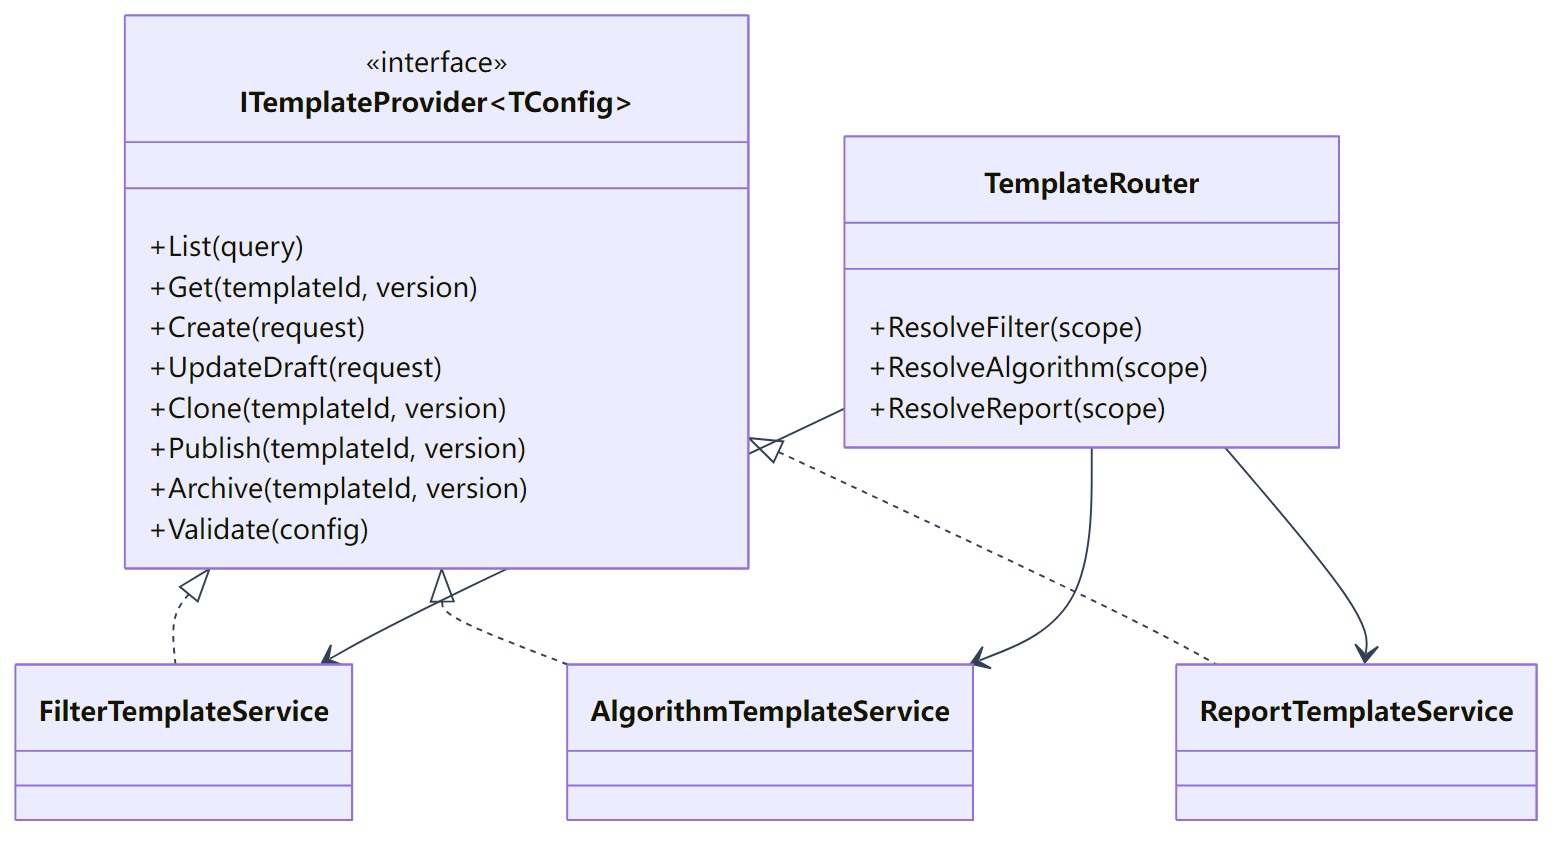 «interface»
ITemplateProvider<TConfig>
+List(query)
+Get(templateId, version)
+Create(request)
+UpdateDraft(request)
+Clone(templateId, version)
+Publish(templateId, version)
+Archive(templateId, version)
+Validate(config)
TemplateRouter
+ResolveFilter(scope)
+ResolveAlgorithm(scope)
+ResolveReport(scope)
FilterTemplateService
AlgorithmTemplateService
ReportTemplateService